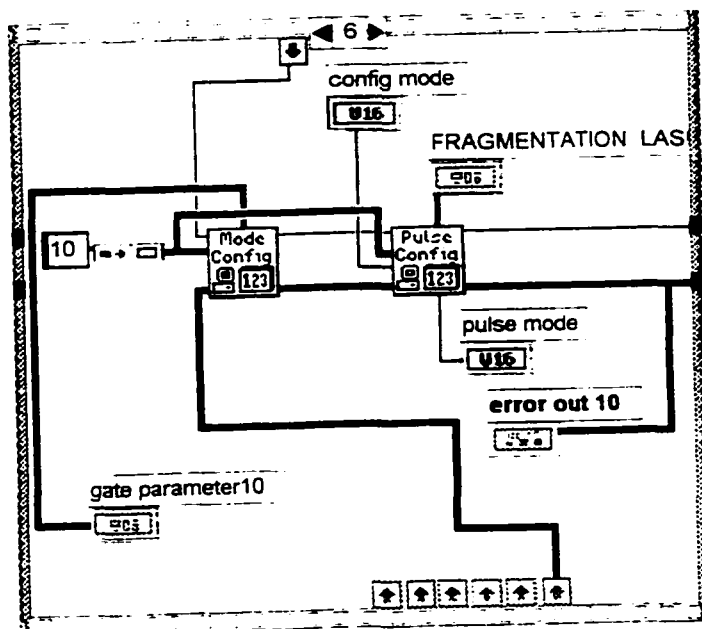 6
config mode
U16
FRAGMENTATION LAS
10
Mode
Config
123
Pulse
Config
123
pulse mode
U16
error out 10
gate parameter10